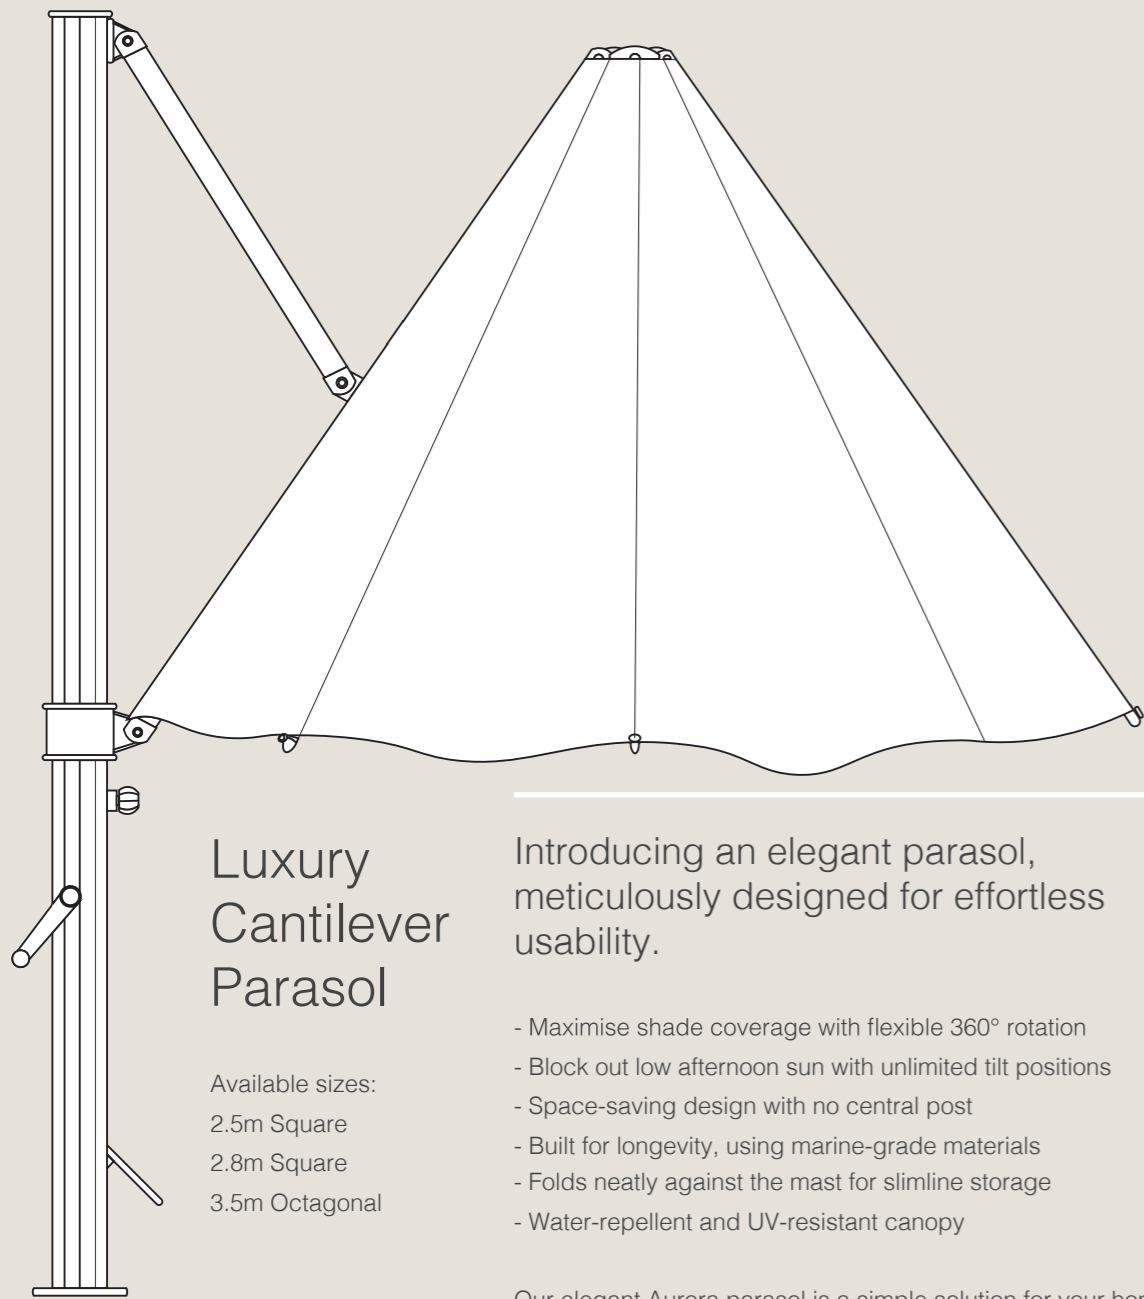 Luxury
Cantilever
Parasol
Available sizes:
2.5m Square
2.8m Square
3.5m Octagonal
Introducing an elegant parasol,
meticulously designed for effortless
usability.
- Maximise shade coverage with flexible 360° rotation
- Block out low afternoon sun with unlimited tilt positions
- Space-saving design with no central post
- Built for longevity, using marine-grade materials
- Folds neatly against the mast for slimline storage
- Water-repellent and UV-resistant canopy
Our elegant Aurora parasol is a simple solution for your